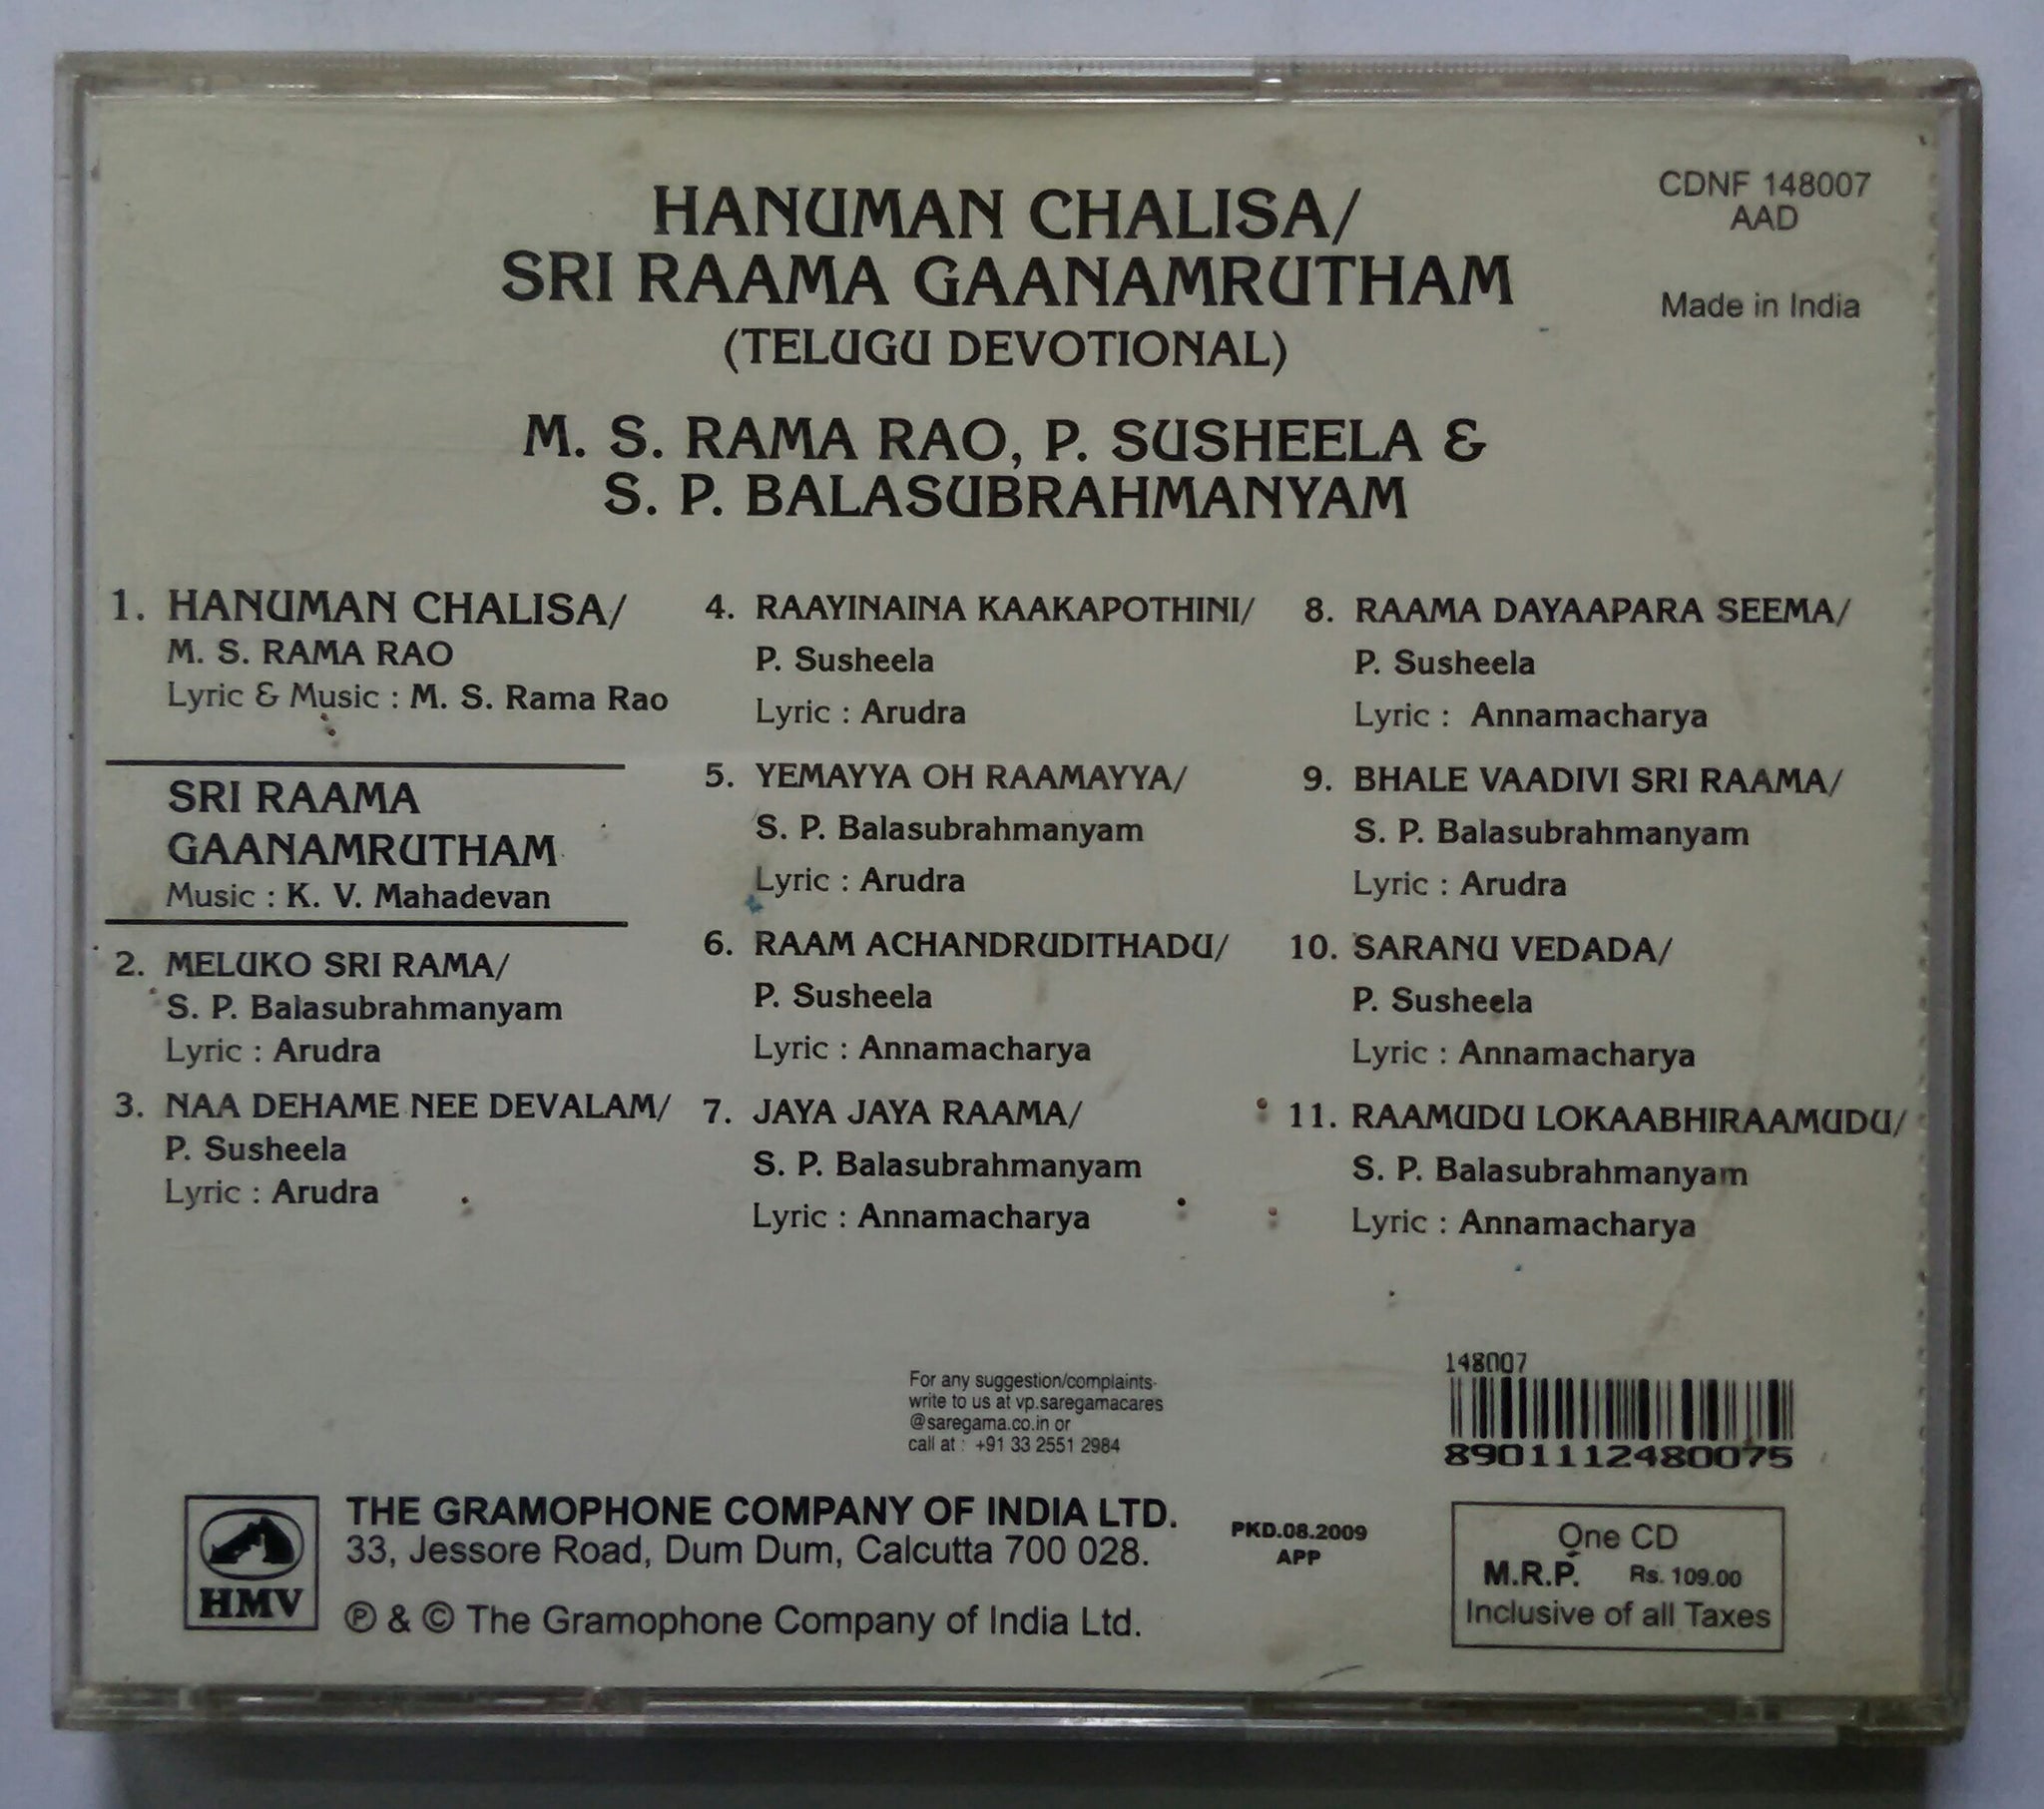 HANUMAN CHALISA/
SRI RAAMA GAANAMRUTHAM
(TELUGU DEVOTIONAL)
M. S. RAMA RAO, P. SUSHEELA &
S. P. BALASUBRAHMANYAM
CDNF 148007
AAD
Made in India
1. HANUMAN CHALISA/
M. S. RAMA RAO
Lyric & Music : M. S. Rama Rao
SRI RAAMA
GAANAMRUTHAM
Music : K. V. Mahadevan
2. MELUKO SRI RAMA/
S. P. Balasubrahmanyam
Lyric : Arudra
3. NAA DEHAME NEE DEVALAM/
P. Susheela
Lyric : Arudra
4. RAAYINAINA KAAKAPOTHINI/
P. Susheela
Lyric : Arudra
5. YEMAYYA OH RAAMAYYA/
S. P. Balasubrahmanyam
Lyric : Arudra
6. RAAM ACHANDRUDITHADU/
P. Susheela
Lyric : Annamacharya
7. JAYA JAYA RAAMA/
S. P. Balasubrahmanyam
Lyric : Annamacharya
8. RAAMA DAYAAPARA SEEMA/
P. Susheela
Lyric : Annamacharya
9. BHALE VAADIVI SRI RAAMA/
S. P. Balasubrahmanyam
Lyric : Arudra
10. SARANU VEDADA/
P. Susheela
Lyric : Annamacharya
11. RAAMUDU LOKAABHIRAAMUDU/
S. P. Balasubrahmanyam
Lyric : Annamacharya
For any suggestion/complaints
write to us at vp.saregamacares
@saregama.co.in or
call at : +91 33 2551 2984
148007
8901112480075
HMV
THE GRAMOPHONE COMPANY OF INDIA LTD.
33, Jessore Road, Dum Dum, Calcutta 700 028.
℗ & © The Gramophone Company of India Ltd.
PKD.08.2009
APP
One CD
M.R.P. Rs. 109.00
Inclusive of all Taxes